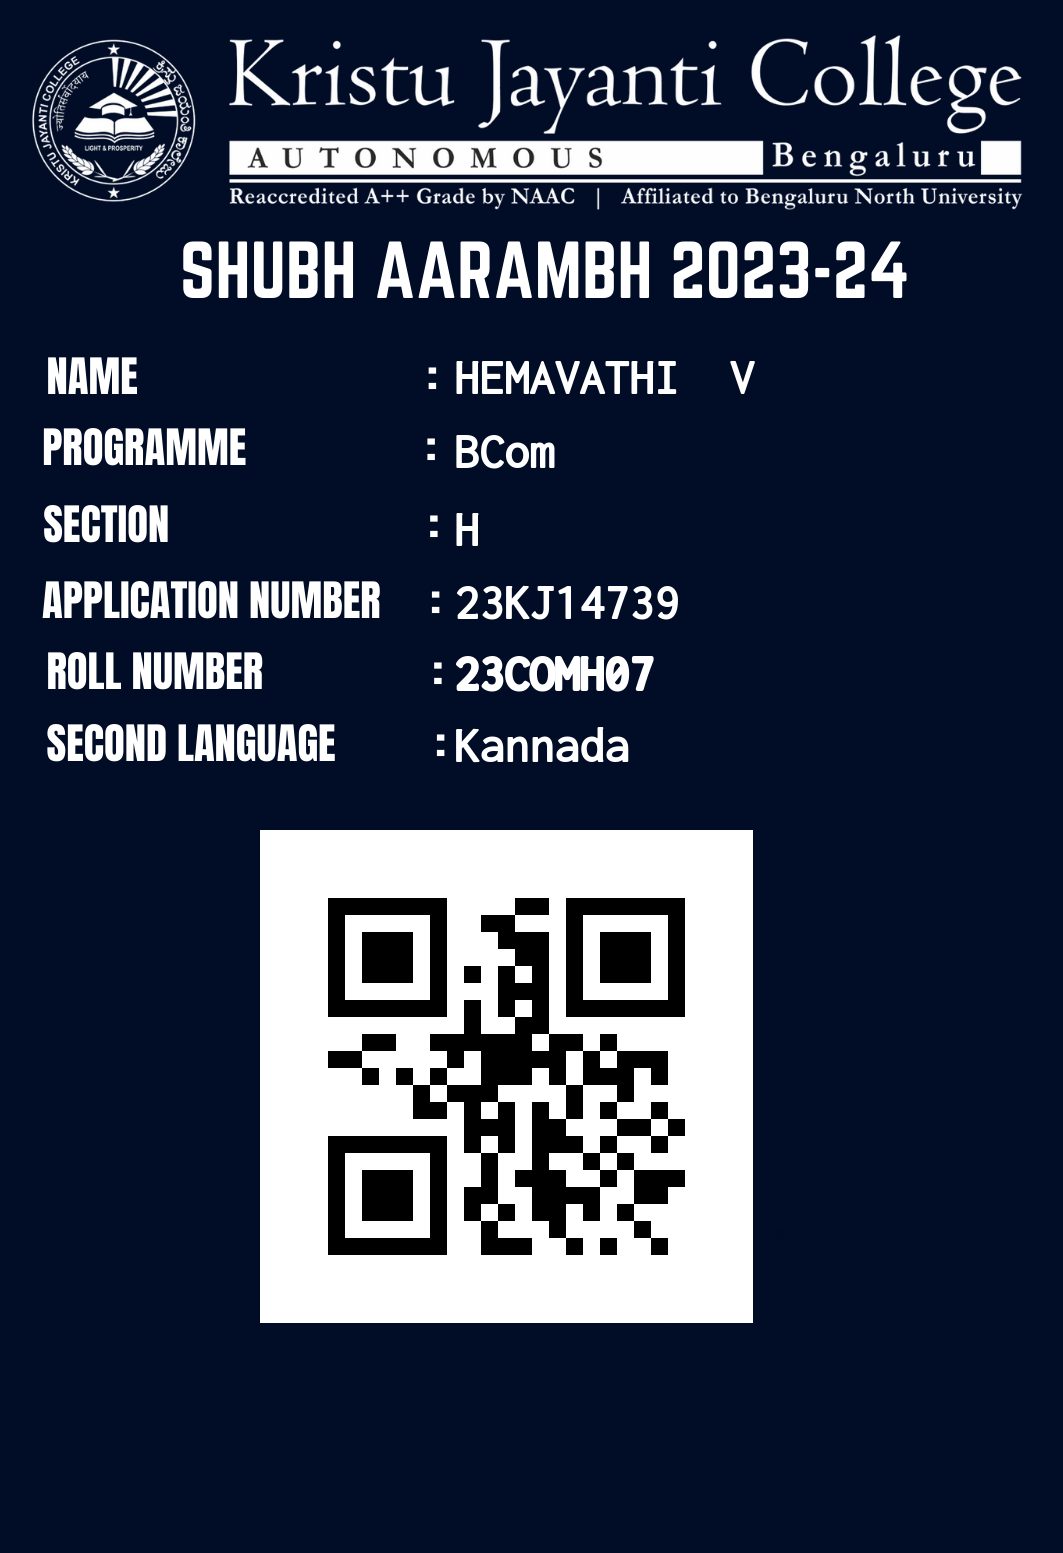 Kristu Jayanti College
AUTONOMOUS Bengaluru
Reaccredited A++ Grade by NAAC | Affiliated to Bengaluru North University
KRISTU JAYANTI COLLEGE
LIGHT & PROSPERITY
SHUBH AARAMBH 2023-24
NAME : HEMAVATHI V
PROGRAMME : BCom
SECTION : H
APPLICATION NUMBER : 23KJ14739
ROLL NUMBER : 23COMH07
SECOND LANGUAGE : Kannada